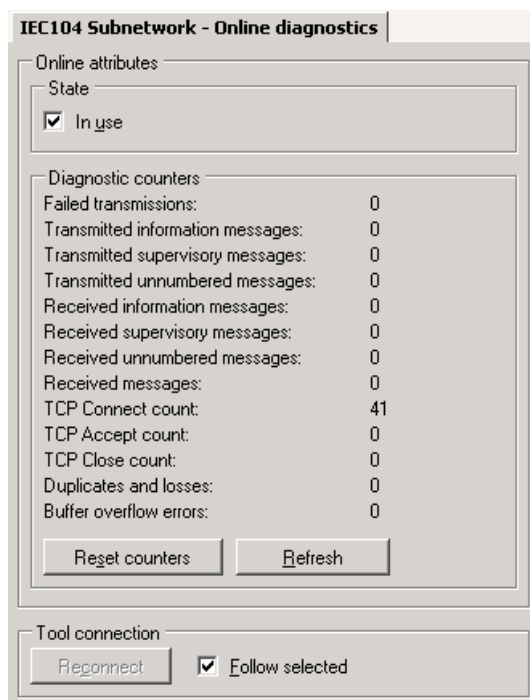 IEC104 Subnetwork - Online diagnostics
Online attributes
State
In use
Diagnostic counters
Failed transmissions: 0
Transmitted information messages: 0
Transmitted supervisory messages: 0
Transmitted unnumbered messages: 0
Received information messages: 0
Received supervisory messages: 0
Received unnumbered messages: 0
Received messages: 0
TCP Connect count: 41
TCP Accept count: 0
TCP Close count: 0
Duplicates and losses: 0
Buffer overflow errors: 0
Reset counters Refresh
Tool connection
Reconnect Follow selected